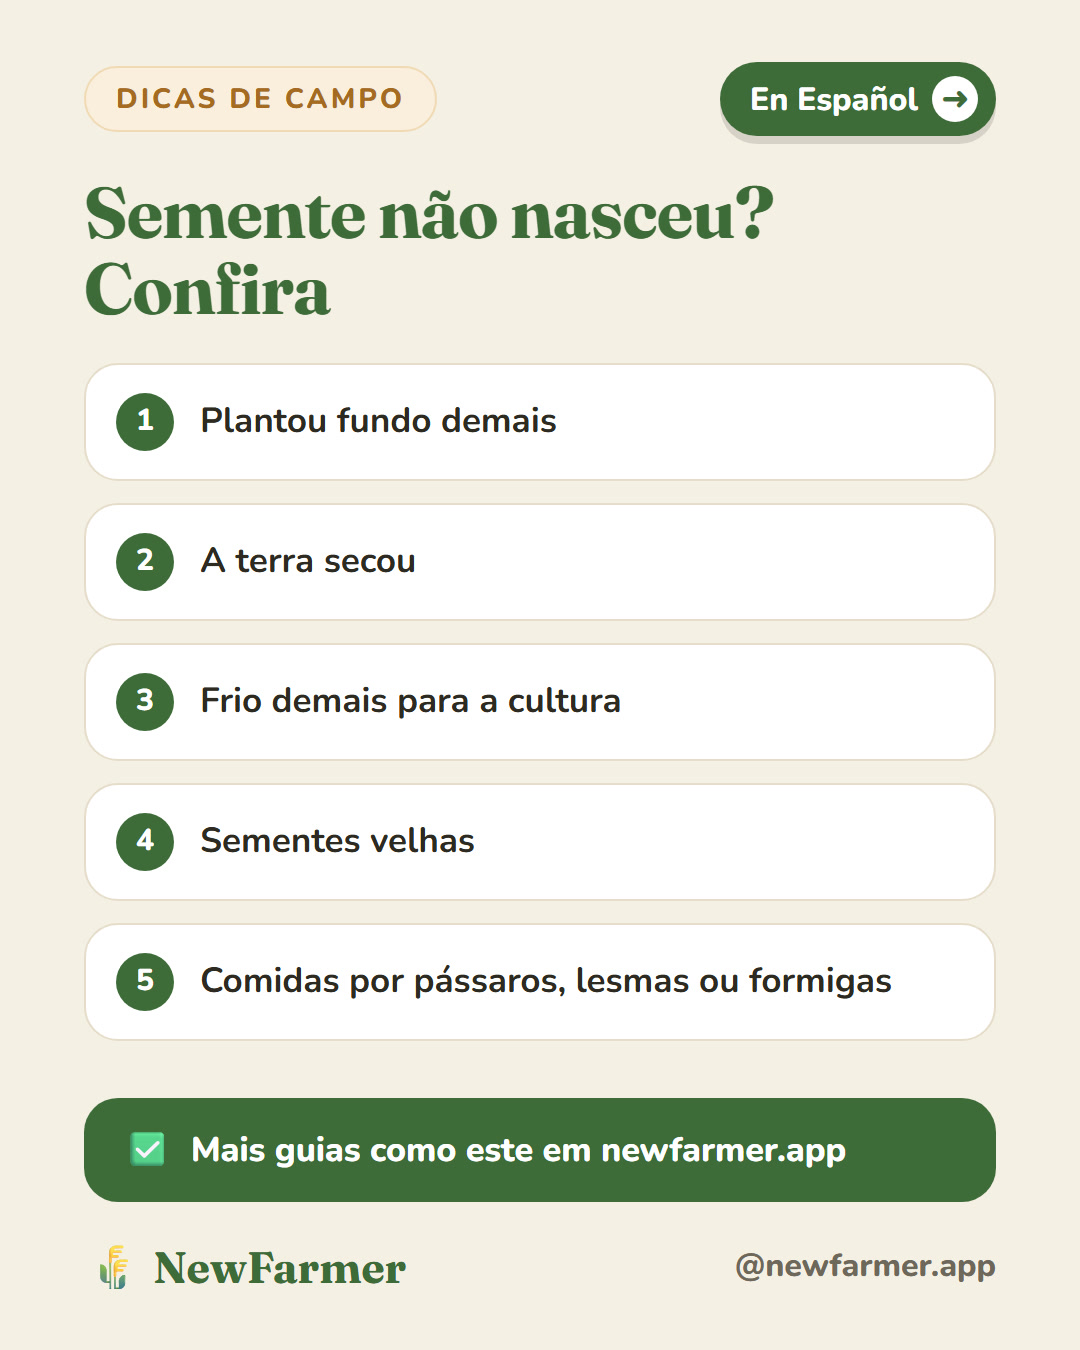 DICAS DE CAMPO
En Español
Semente não nasceu?
Confira
1 Plantou fundo demais
2 A terra secou
3 Frio demais para a cultura
4 Sementes velhas
5 Comidas por pássaros, lesmas ou formigas
Mais guias como este em newfarmer.app
NewFarmer
@newfarmer.app